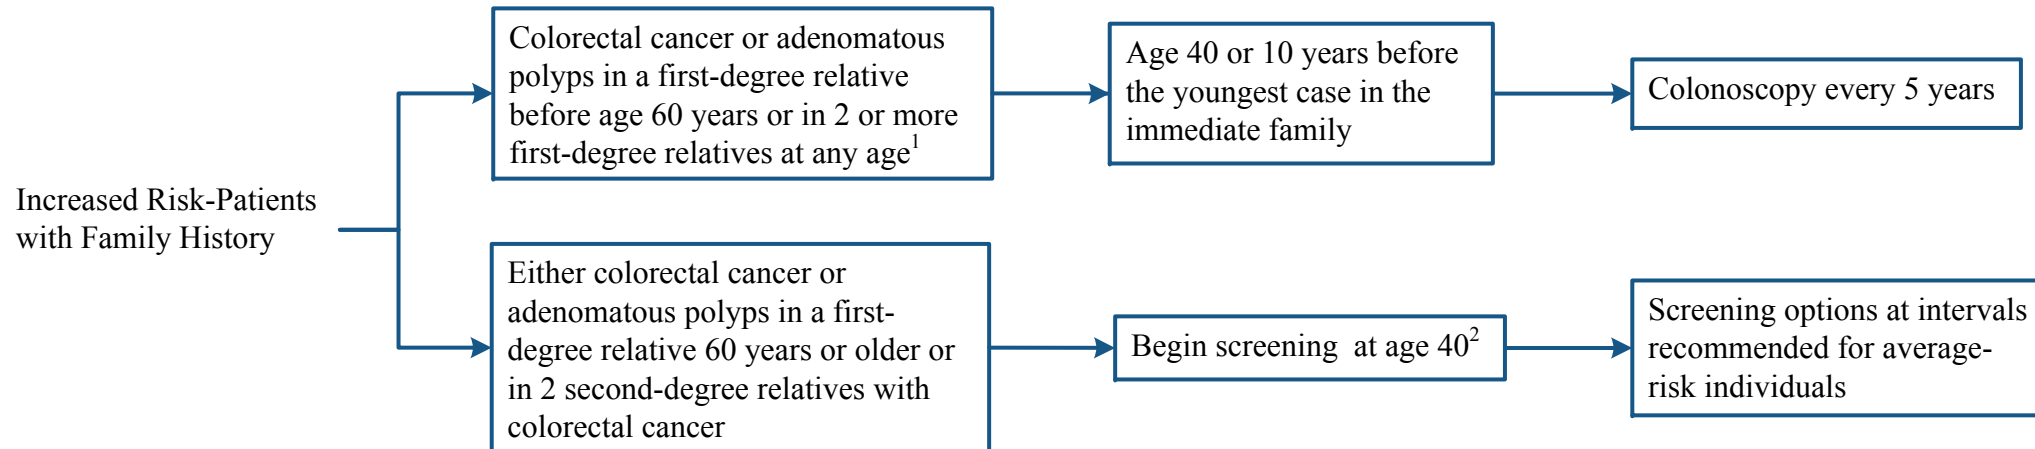 Increased Risk-Patients
with Family History
Colorectal cancer or adenomatous
polyps in a first-degree relative
before age 60 years or in 2 or more
first-degree relatives at any age¹
Age 40 or 10 years before
the youngest case in the
immediate family
Colonoscopy every 5 years
Either colorectal cancer or
adenomatous polyps in a first-
degree relative 60 years or older or
in 2 second-degree relatives with
colorectal cancer
Begin screening at age 40²
Screening options at intervals
recommended for average-
risk individuals